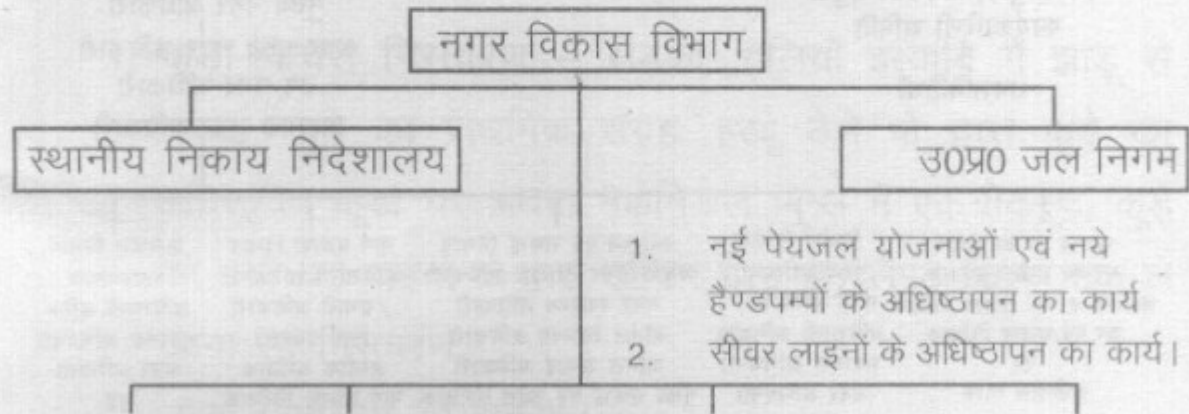 नगर विकास विभाग
स्थानीय निकाय निदेशालय
उ0प्र0 जल निगम
1. नई पेयजल योजनाओं एवं नये
हैण्डपम्पों के अधिष्ठापन का कार्य
2. सीवर लाइनों के अधिष्ठापन का कार्य।